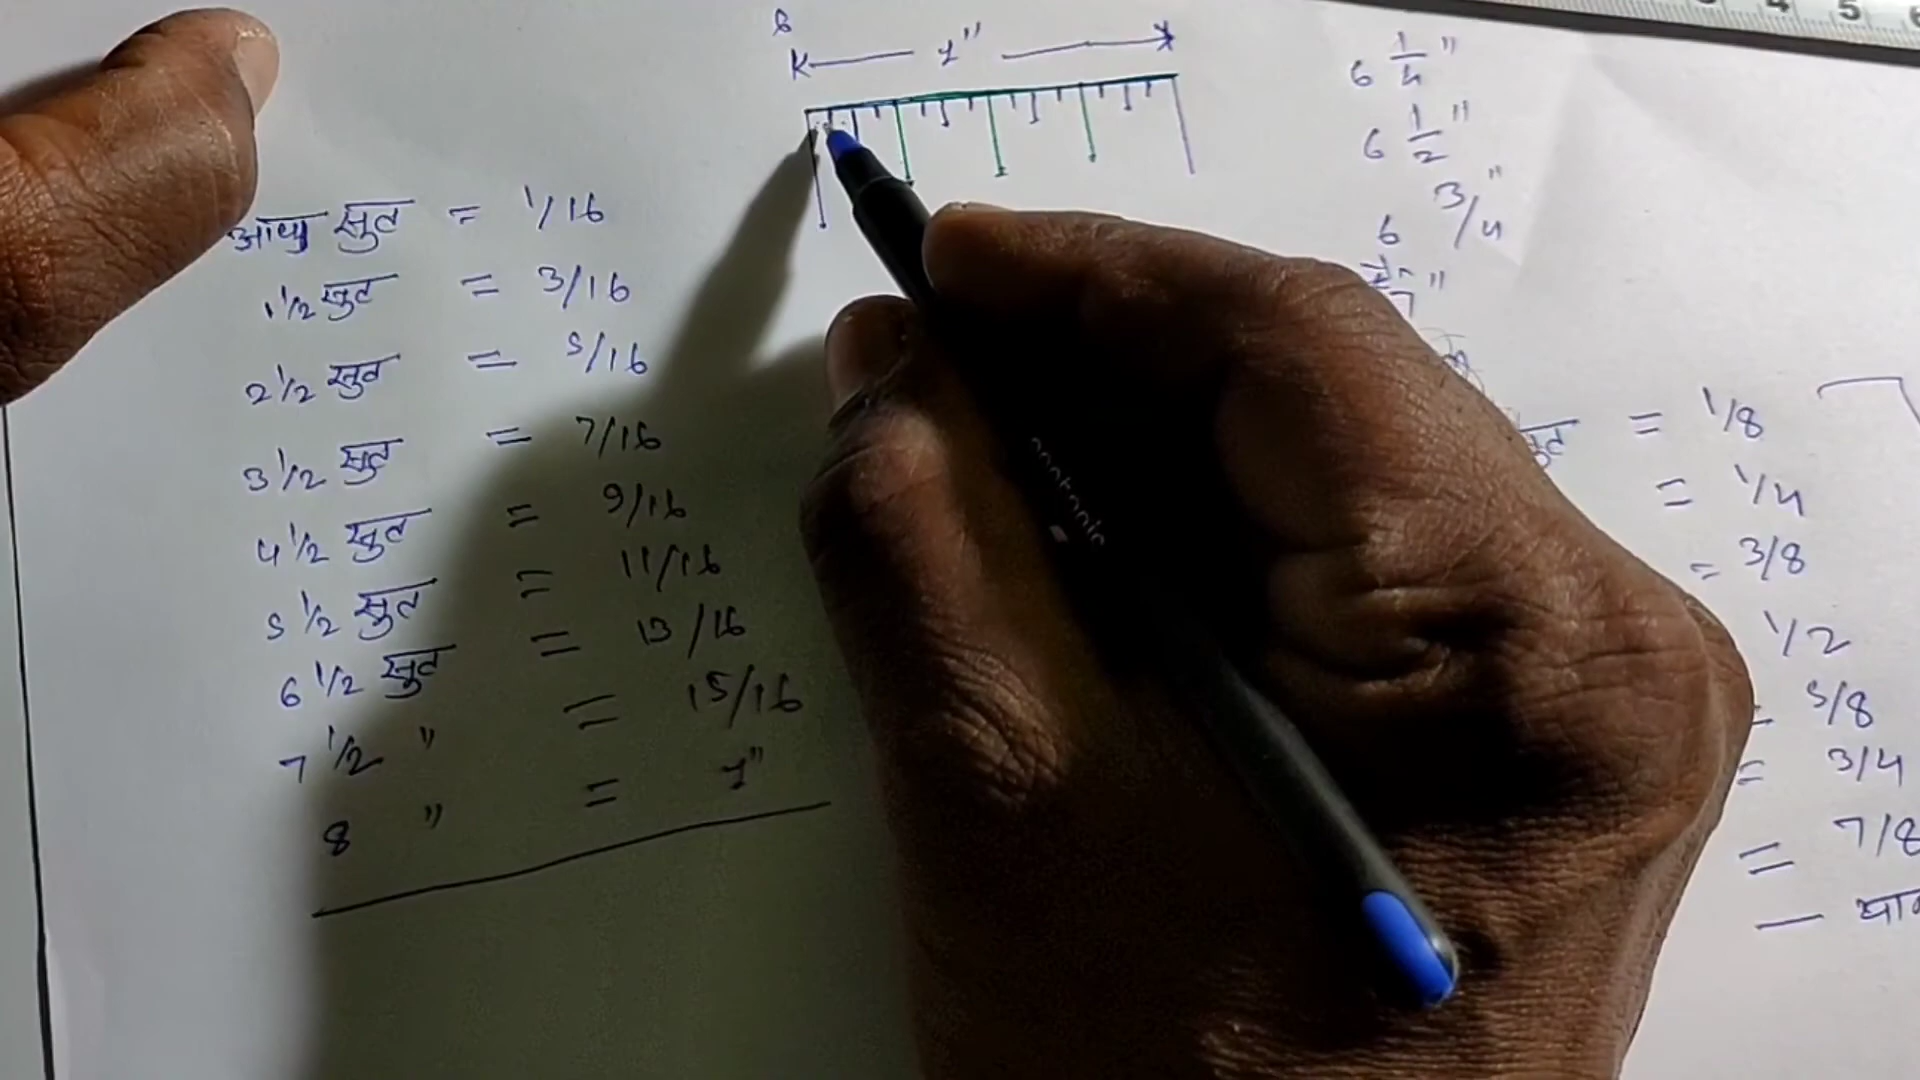 6
1"
6 1/4"
6 1/2"
6 3/4"
आधा सुत = 1/16
1 1/2 सुत = 3/16
2 1/2 सुत = 5/16
3 1/2 सुत = 7/16
4 1/2 सुत = 9/16
5 1/2 सुत = 11/16
6 1/2 सुत = 13/16
7 1/2 " = 15/16
8 " = 1"
= 1/8
= 1/4
= 3/8
1/2
= 5/8
= 3/4
= 7/8
4 5